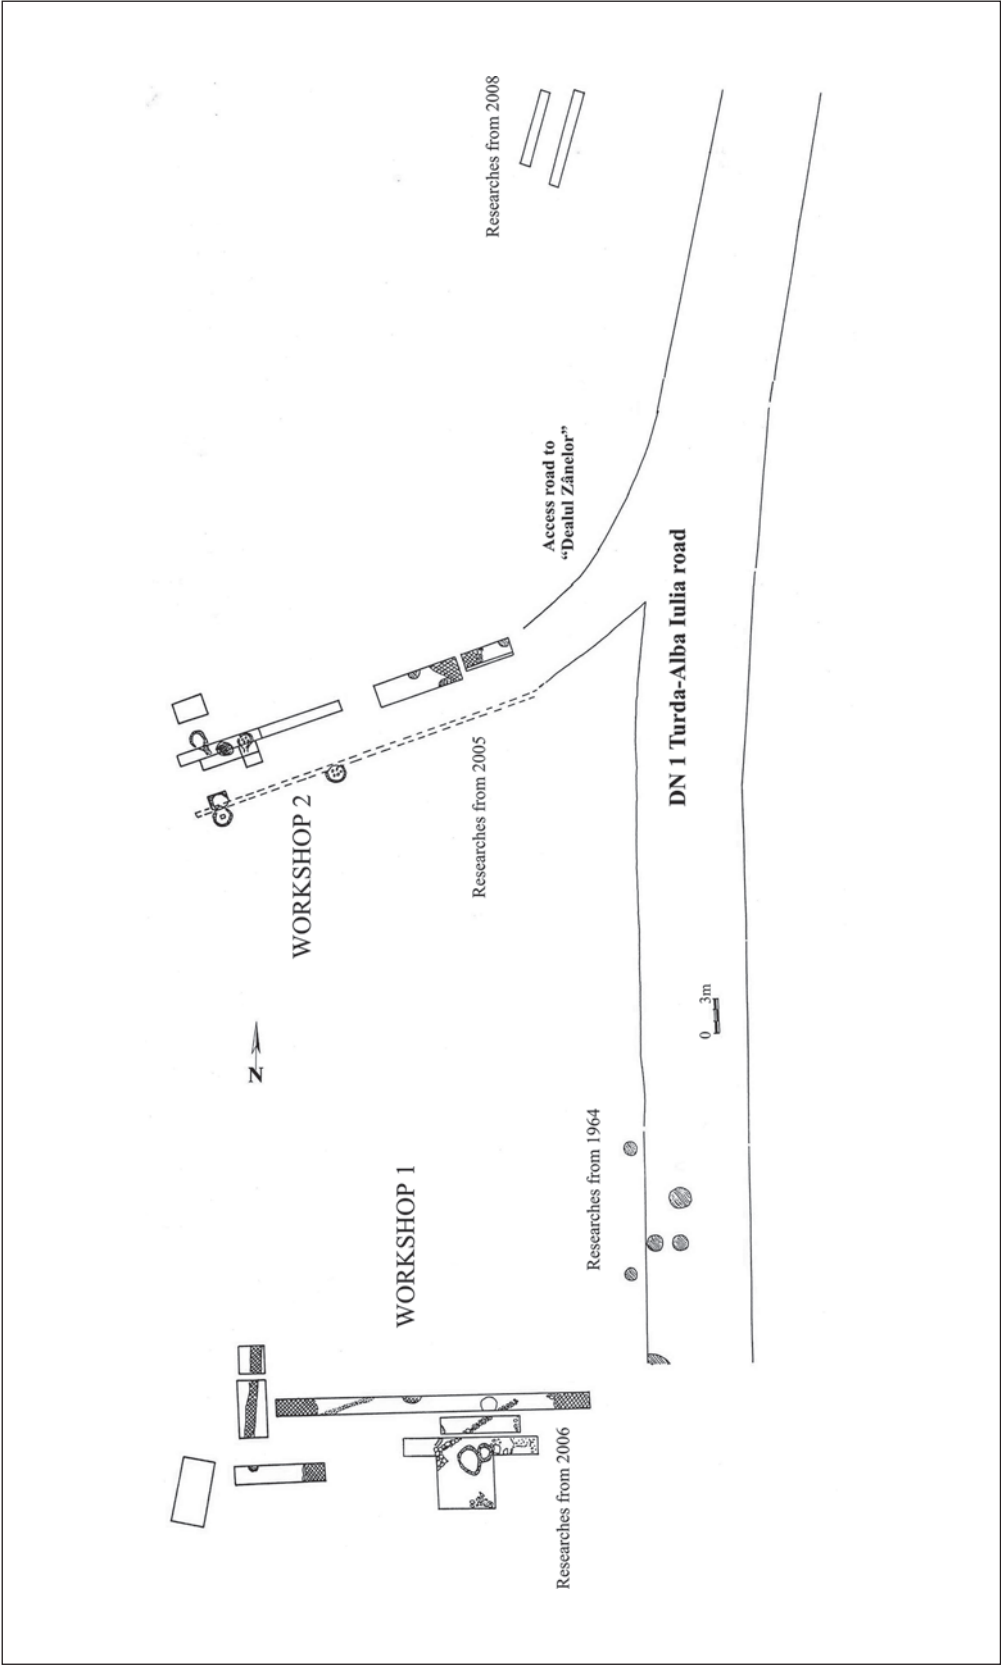 Researches from 2008
Access road to
“Dealul Zânelor”
DN 1 Turda-Alba Iulia road
Researches from 2005
WORKSHOP 2
N
0 3m
Researches from 1964
WORKSHOP 1
Researches from 2006